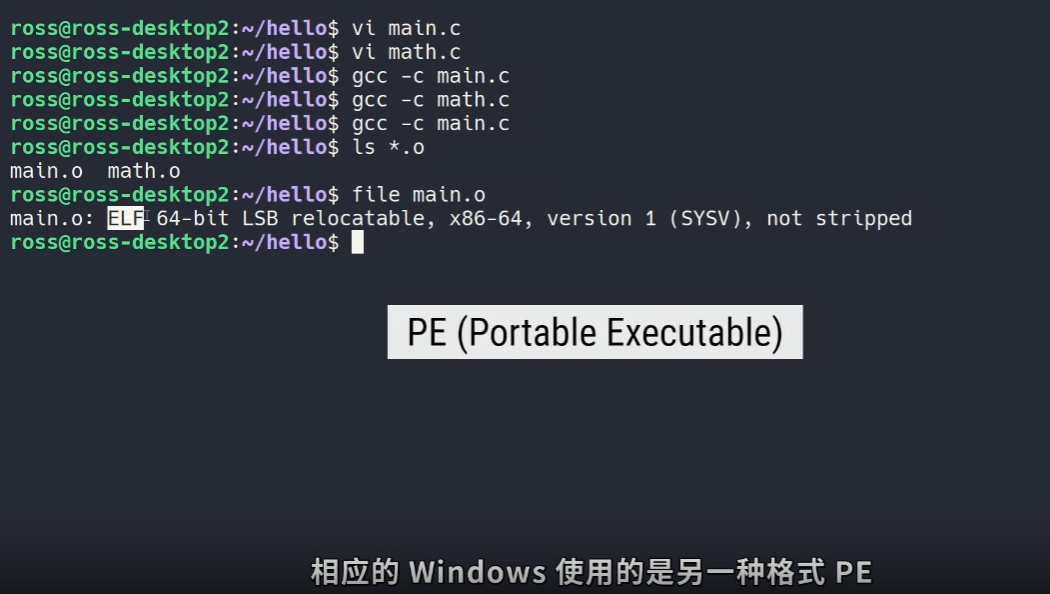 ross@ross-desktop2:~/hello$ vi main.c
ross@ross-desktop2:~/hello$ vi math.c
ross@ross-desktop2:~/hello$ gcc -c main.c
ross@ross-desktop2:~/hello$ gcc -c math.c
ross@ross-desktop2:~/hello$ gcc -c main.c
ross@ross-desktop2:~/hello$ ls *.o
main.o  math.o
ross@ross-desktop2:~/hello$ file main.o
main.o: ELF 64-bit LSB relocatable, x86-64, version 1 (SYSV), not stripped
ross@ross-desktop2:~/hello$
PE (Portable Executable)
相应的 Windows 使用的是另一种格式 PE